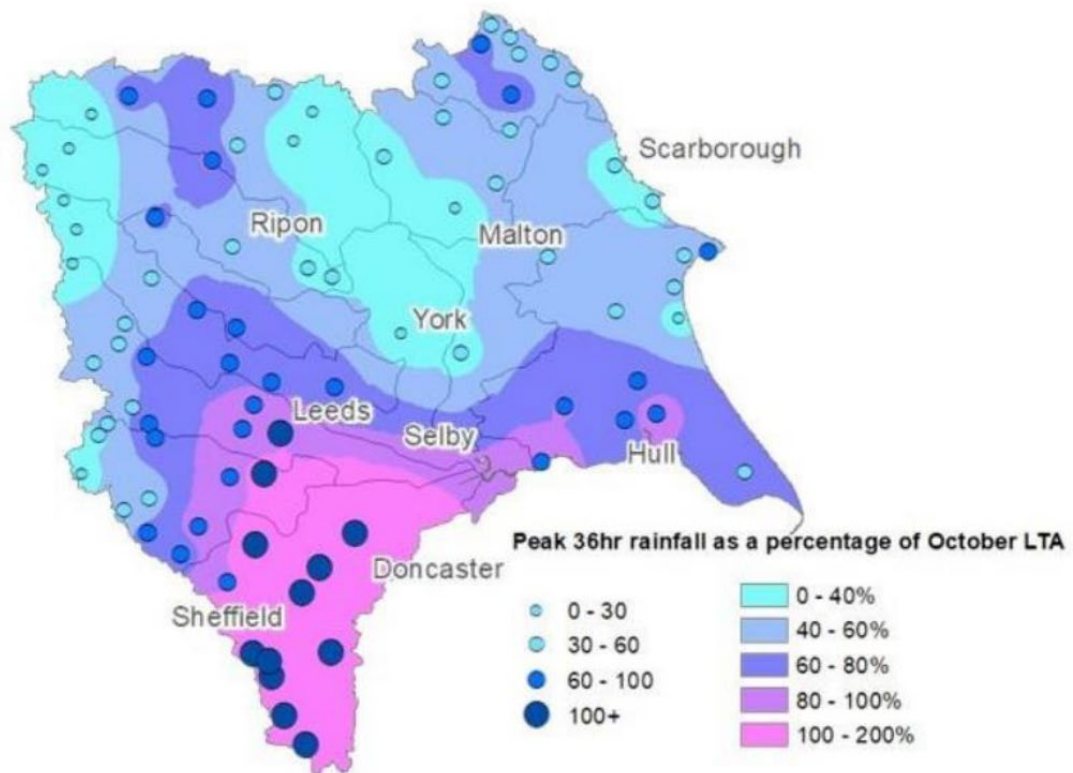 Scarborough
Ripon
Malton
York
Leeds
Selby
Hull
Doncaster
Sheffield
Peak 36hr rainfall as a percentage of October LTA
0 - 30
30 - 60
60 - 100
100+
0 - 40%
40 - 60%
60 - 80%
80 - 100%
100 - 200%